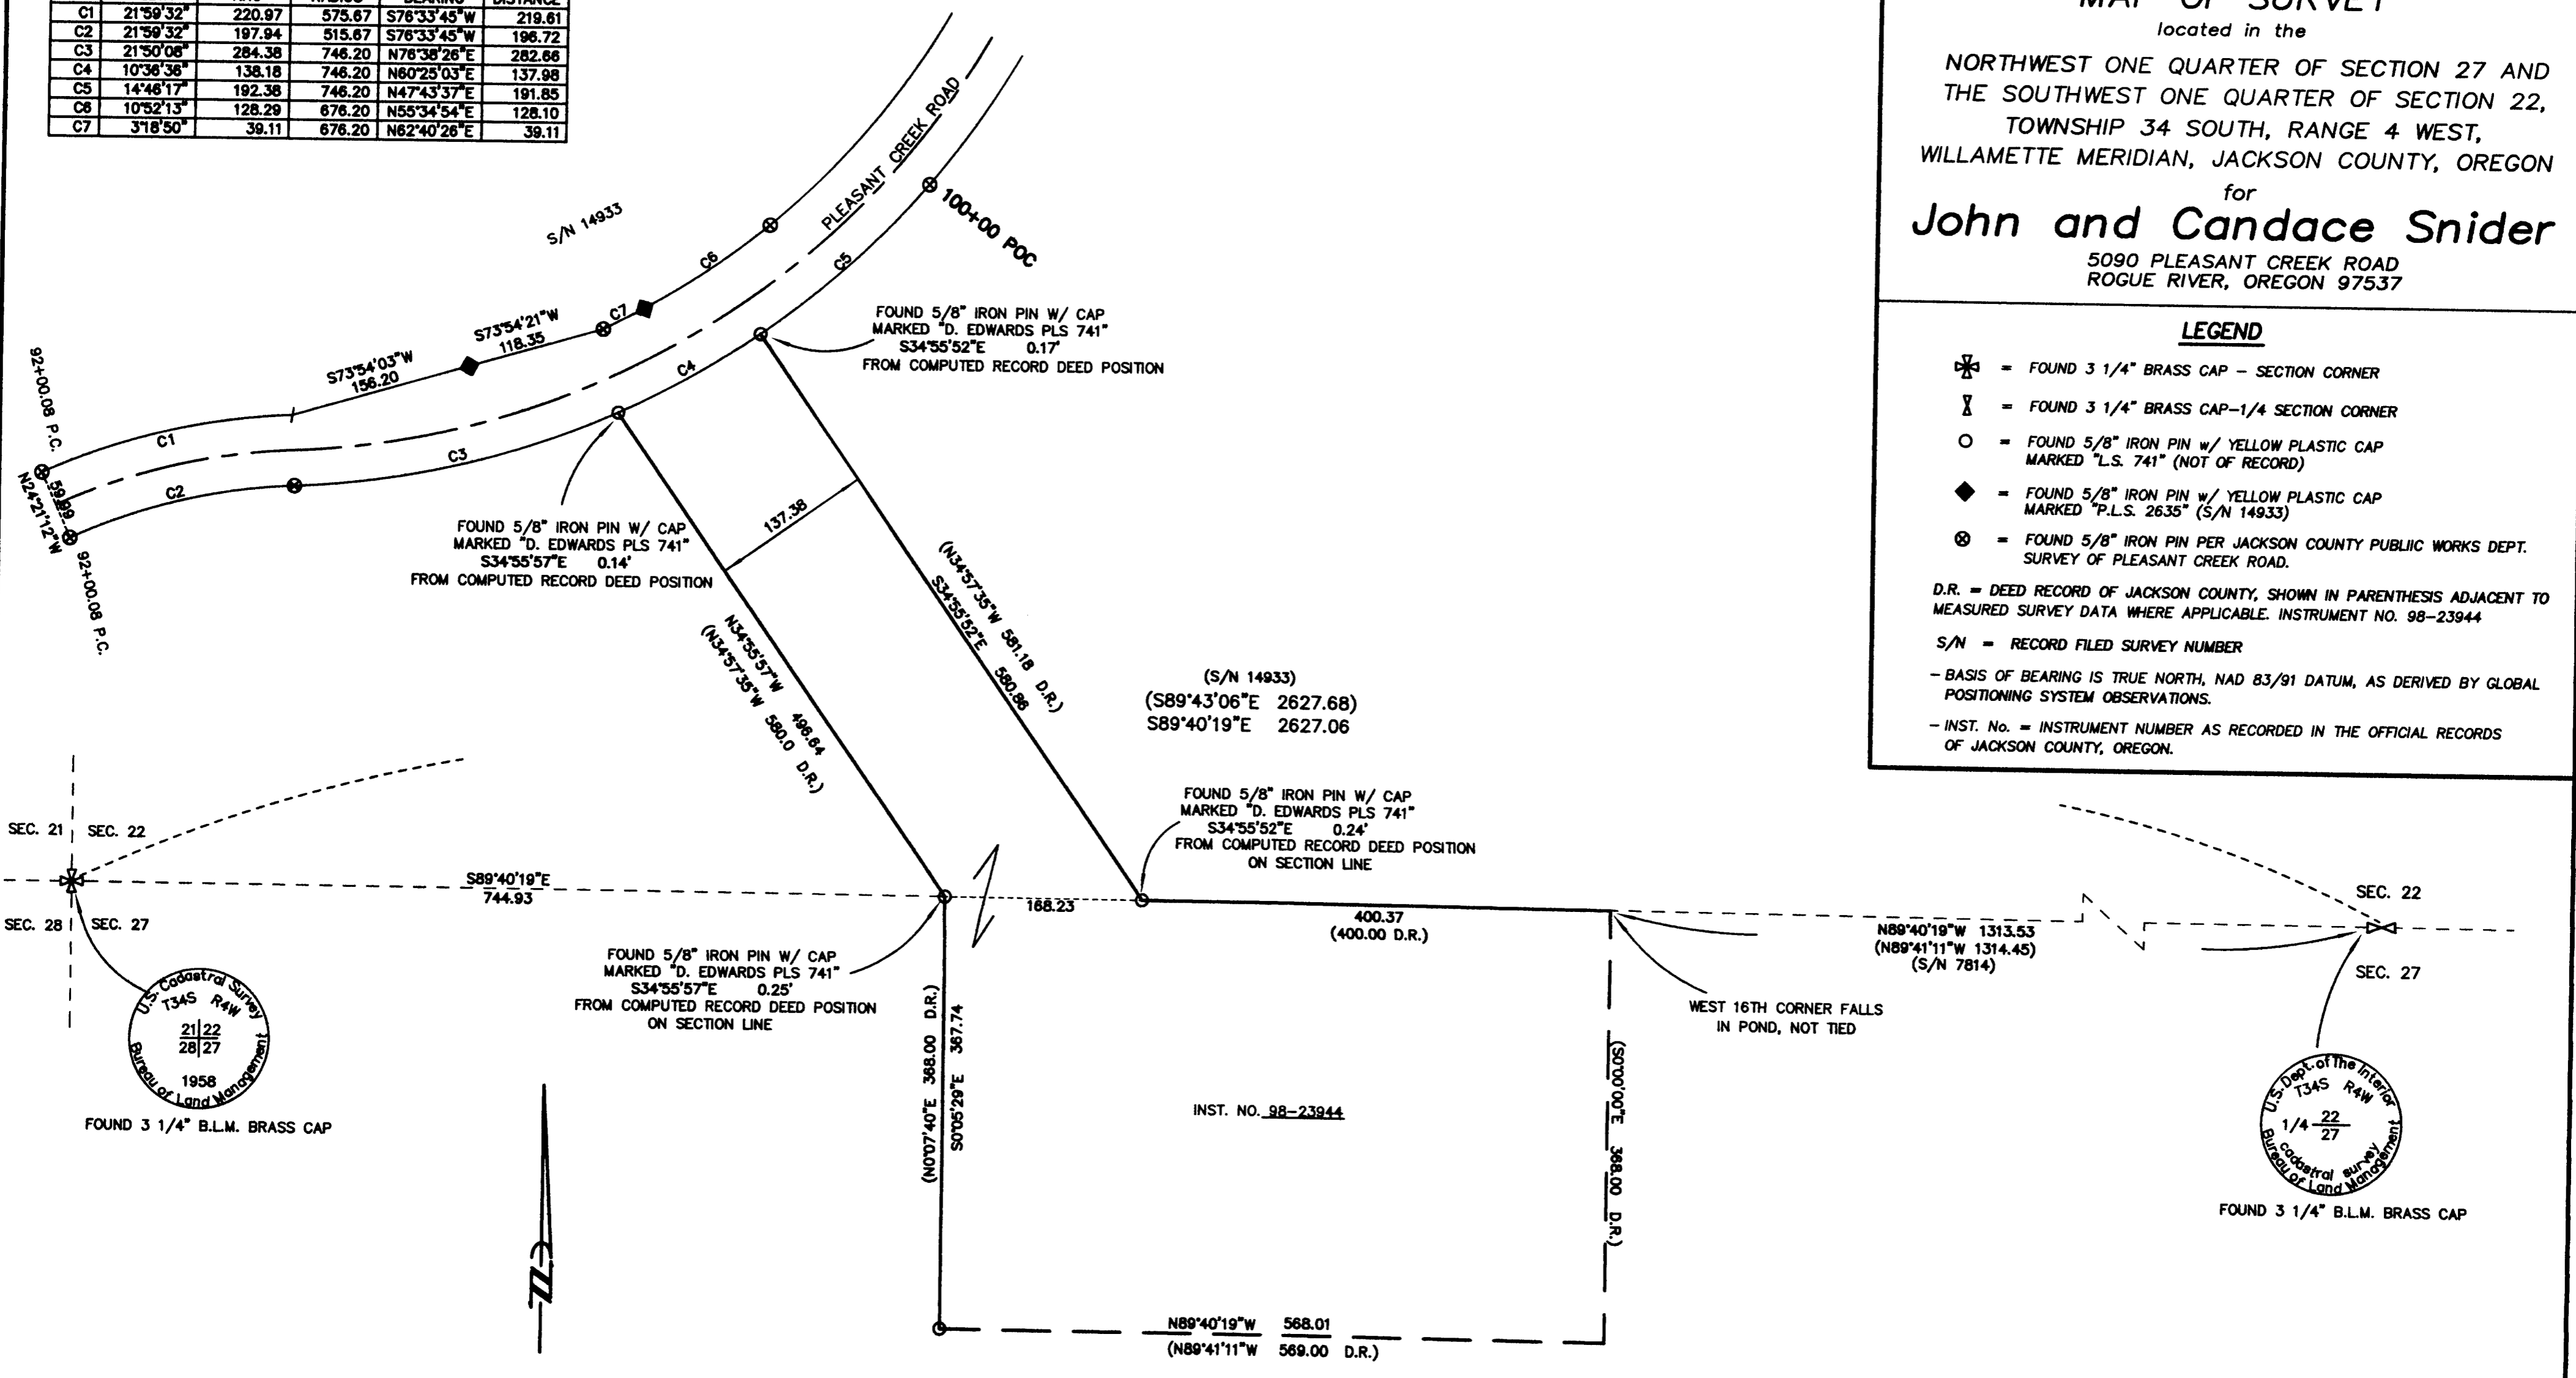 BEARING DISTANCE
C1 21°59'32" 220.97 575.67 S76°33'45"W 219.61
C2 21°59'32" 197.94 515.67 S76°33'45"W 196.72
C3 21°50'08" 284.38 746.20 N76°38'26"E 282.66
C4 10°36'36" 138.18 746.20 N60°25'03"E 137.98
C5 14°46'17" 192.38 746.20 N47°43'37"E 191.85
C6 10°52'13" 128.29 676.20 N55°34'54"E 128.10
C7 3°18'50" 39.11 676.20 N62°40'26"E 39.11
MAP OF SURVEY
located in the
NORTHWEST ONE QUARTER OF SECTION 27 AND
THE SOUTHWEST ONE QUARTER OF SECTION 22,
TOWNSHIP 34 SOUTH, RANGE 4 WEST,
WILLAMETTE MERIDIAN, JACKSON COUNTY, OREGON
for
John and Candace Snider
5090 PLEASANT CREEK ROAD
ROGUE RIVER, OREGON 97537
LEGEND
= FOUND 3 1/4" BRASS CAP - SECTION CORNER
= FOUND 3 1/4" BRASS CAP-1/4 SECTION CORNER
= FOUND 5/8" IRON PIN w/ YELLOW PLASTIC CAP
MARKED "L.S. 741" (NOT OF RECORD)
= FOUND 5/8" IRON PIN w/ YELLOW PLASTIC CAP
MARKED "P.L.S. 2635" (S/N 14933)
= FOUND 5/8" IRON PIN PER JACKSON COUNTY PUBLIIC WORKS DEPT.
SURVEY OF PLEASANT CREEK ROAD.
D.R. = DEED RECORD OF JACKSON COUNTY, SHOWN IN PARENTHESIS ADJACENT TO
MEASURED SURVEY DATA WHERE APPLICABLE. INSTRUMENT NO. 98-23944
S/N = RECORD FILED SURVEY NUMBER
- BASIS OF BEARING IS TRUE NORTH, NAD 83/91 DATUM, AS DERIVED BY GLOBAL
POSITIONING SYSTEM OBSERVATIONS.
- INST. No. = INSTRUMENT NUMBER AS RECORDED IN THE OFFICIAL RECORDS
OF JACKSON COUNTY, OREGON.
PLEASANT CREEK ROAD
100+00 POC
S/N 14933
C6
C5
C7
S73°54'21"W
118.35
S73°54'03"W
156.20
C4
C1
C3
C2
92+00.08 P.C.
59.99
N24°21'12"W
92+00.08 P.C.
FOUND 5/8" IRON PIN W/ CAP
MARKED "D. EDWARDS PLS 741"
S34°55'52"E 0.17'
FROM COMPUTED RECORD DEED POSITION
FOUND 5/8" IRON PIN W/ CAP
MARKED "D. EDWARDS PLS 741"
S34°55'57"E 0.14'
FROM COMPUTED RECORD DEED POSITION
137.38
(N34°57'35"W 581.18 D.R.)
S34°55'52"E 580.86
N34°55'57"W 496.64
(N34°57'35"W 580.0 D.R.)
(S/N 14933)
(S89°43'06"E 2627.68)
S89°40'19"E 2627.06
FOUND 5/8" IRON PIN W/ CAP
MARKED "D. EDWARDS PLS 741"
S34°55'52"E 0.24'
FROM COMPUTED RECORD DEED POSITION
ON SECTION LINE
SEC. 21 SEC. 22
SEC. 28 SEC. 27
S89°40'19"E
744.93
168.23
400.37
(400.00 D.R.)
N89°40'19"W 1313.53
(N89°41'11"W 1314.45)
(S/N 7814)
SEC. 22
SEC. 27
FOUND 5/8" IRON PIN W/ CAP
MARKED "D. EDWARDS PLS 741"
S34°55'57"E 0.25'
FROM COMPUTED RECORD DEED POSITION
ON SECTION LINE
WEST 16TH CORNER FALLS
IN POND, NOT TIED
U.S. Cadastral Survey
T34S R4W
21 22
28 27
1958
Bureau of Land Management
FOUND 3 1/4" B.L.M. BRASS CAP
(N0°07'40"E 368.00 D.R.)
S0°05'29"E 367.74
INST. NO. 98-23944
(S0°00'00"E 368.00 D.R.)
U.S. Dept. of The Interior
T34S R4W
1/4 22
27
cadastral survey
Bureau of Land Management
FOUND 3 1/4" B.L.M. BRASS CAP
N89°40'19"W 568.01
(N89°41'11"W 569.00 D.R.)